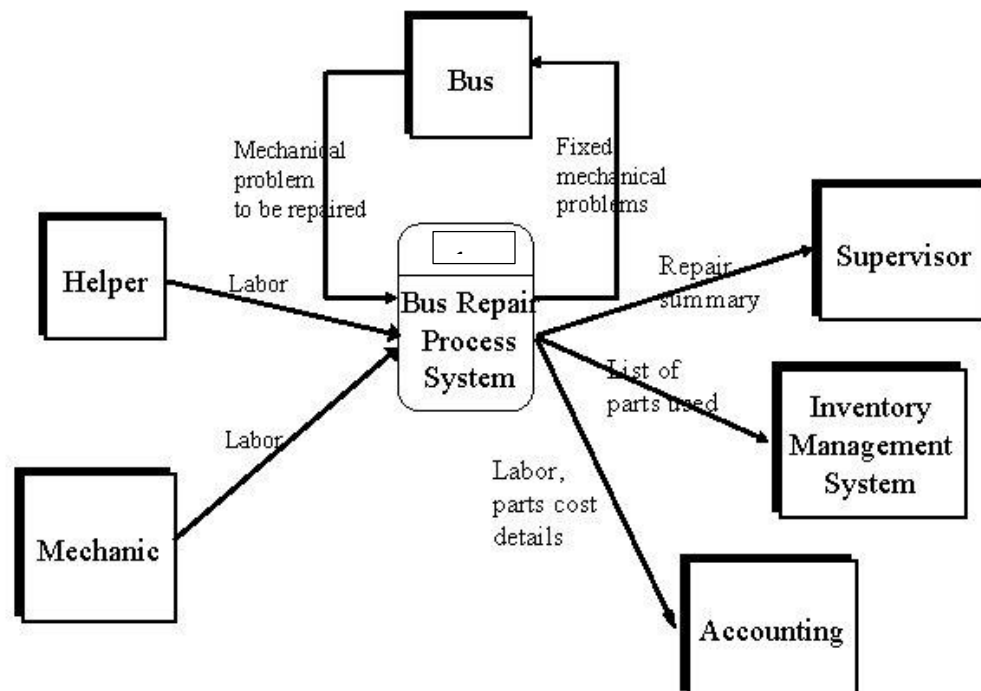 Bus
Mechanical
problem
to be repaired
Fixed
mechanical
problems
Helper
Labor
Bus Repair
Process
System
Repair
summary
Supervisor
Mechanic
Labor
List of
parts used
Inventory
Management
System
Labor,
parts cost
details
Accounting